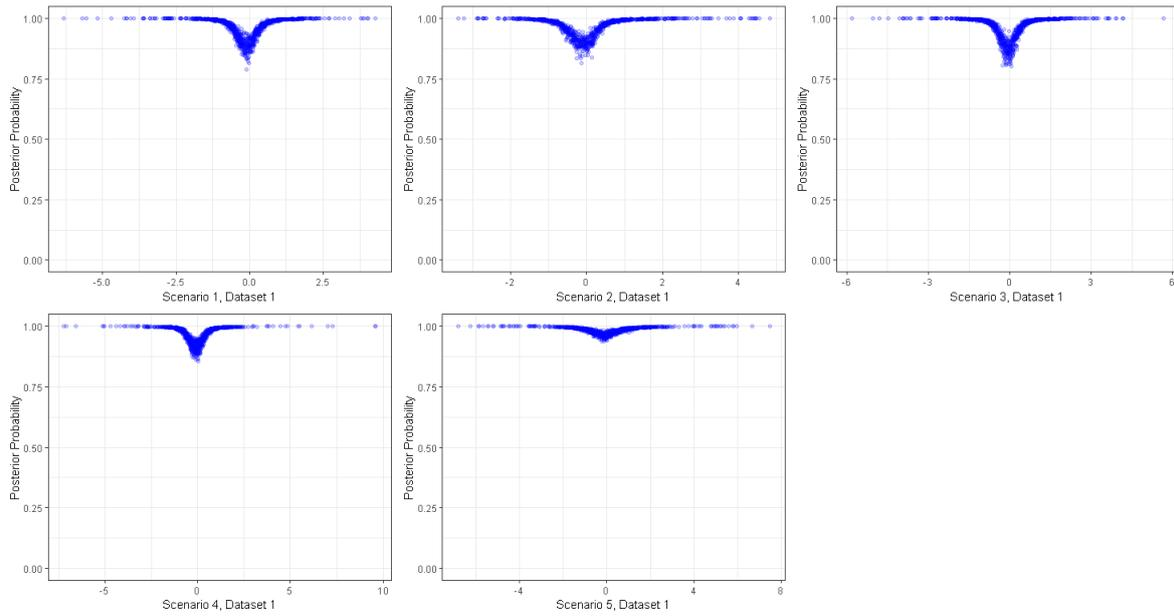 1.00
0.75
0.50
0.25
0.00
Posterior Probability
-5.0 -2.5 0.0 2.5
Scenario 1, Dataset 1
1.00
0.75
0.50
0.25
0.00
Posterior Probability
-2 0 2 4
Scenario 2, Dataset 1
1.00
0.75
0.50
0.25
0.00
Posterior Probability
-6 -3 0 3 6
Scenario 3, Dataset 1
1.00
0.75
0.50
0.25
0.00
Posterior Probability
-5 0 5 10
Scenario 4, Dataset 1
1.00
0.75
0.50
0.25
0.00
Posterior Probability
-4 0 4 8
Scenario 5, Dataset 1